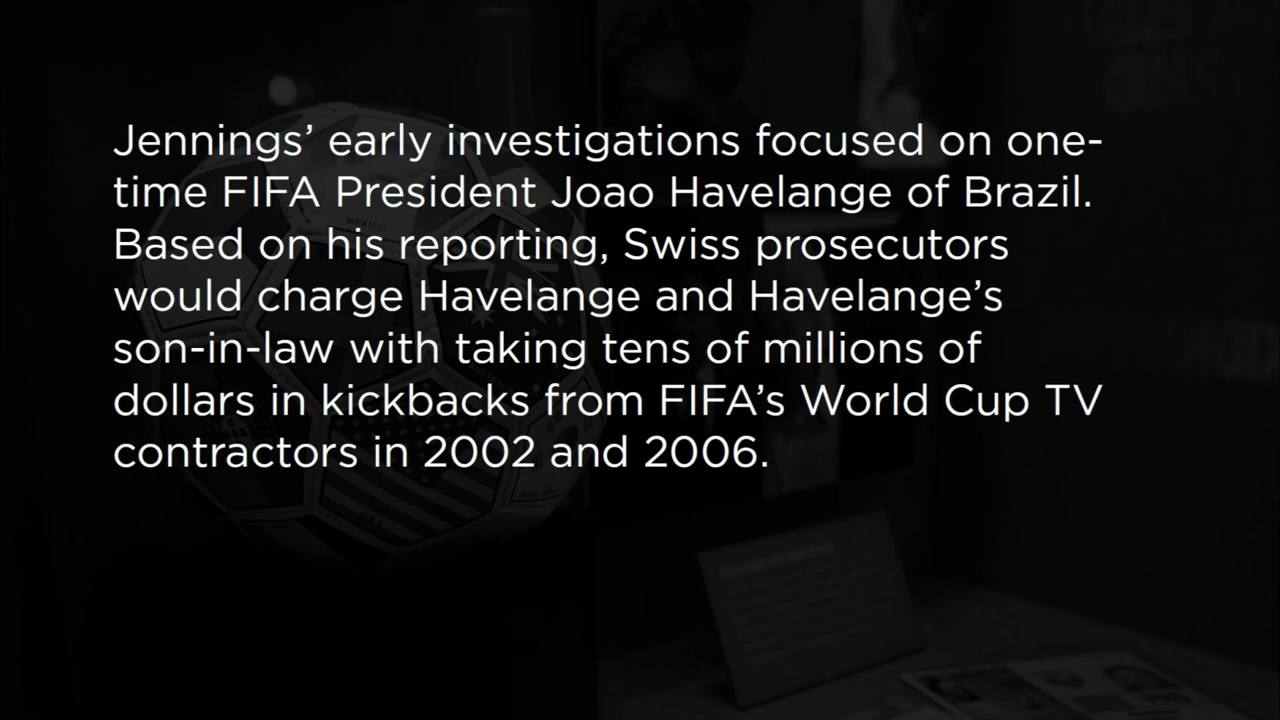 Jennings’ early investigations focused on one-
time FIFA President Joao Havelange of Brazil.
Based on his reporting, Swiss prosecutors
would charge Havelange and Havelange’s
son-in-law with taking tens of millions of
dollars in kickbacks from FIFA’s World Cup TV
contractors in 2002 and 2006.
MEXICO